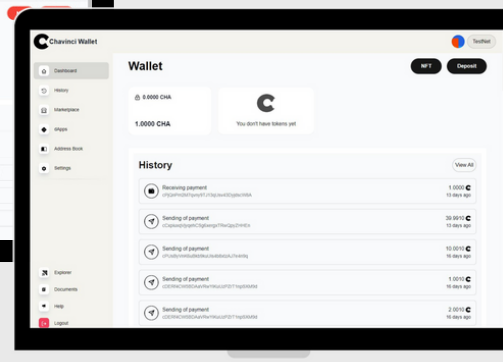 Chavinci Wallet
TestNet
Dashboard
History
Marketplace
dApps
Address Book
Settings
Explorer
Documents
Help
Logout
Wallet
NFT
Deposit
0.0000 CHA
1.0000 CHA
You don't have tokens yet
History
View All
Receiving payment
1.0000
13 days ago
Sending of payment
39.9910
13 days ago
Sending of payment
10.0010
16 days ago
Sending of payment
1.0010
16 days ago
Sending of payment
2.0010
16 days ago